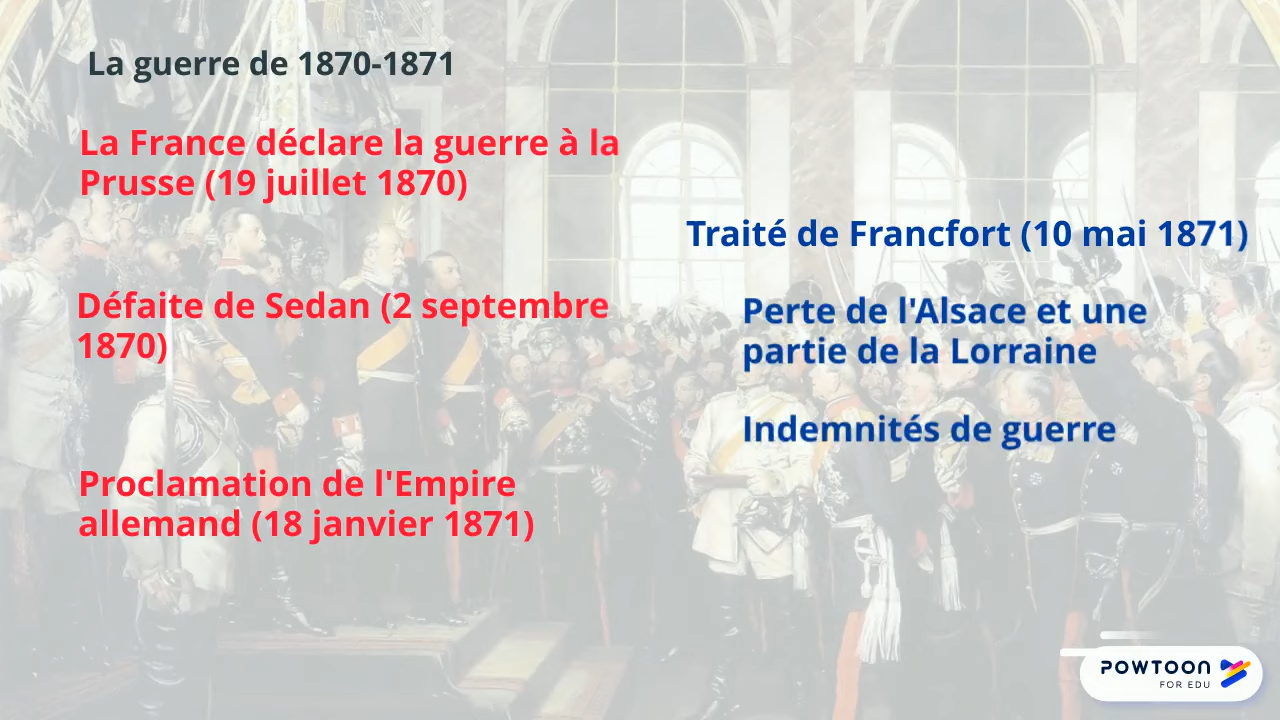 La guerre de 1870-1871
La France déclare la guerre à la
Prusse (19 juillet 1870)
Défaite de Sedan (2 septembre
1870)
Proclamation de l'Empire
allemand (18 janvier 1871)
Traité de Francfort (10 mai 1871)
Perte de l'Alsace et une
partie de la Lorraine
Indemnités de guerre
POWTOON
FOR EDU